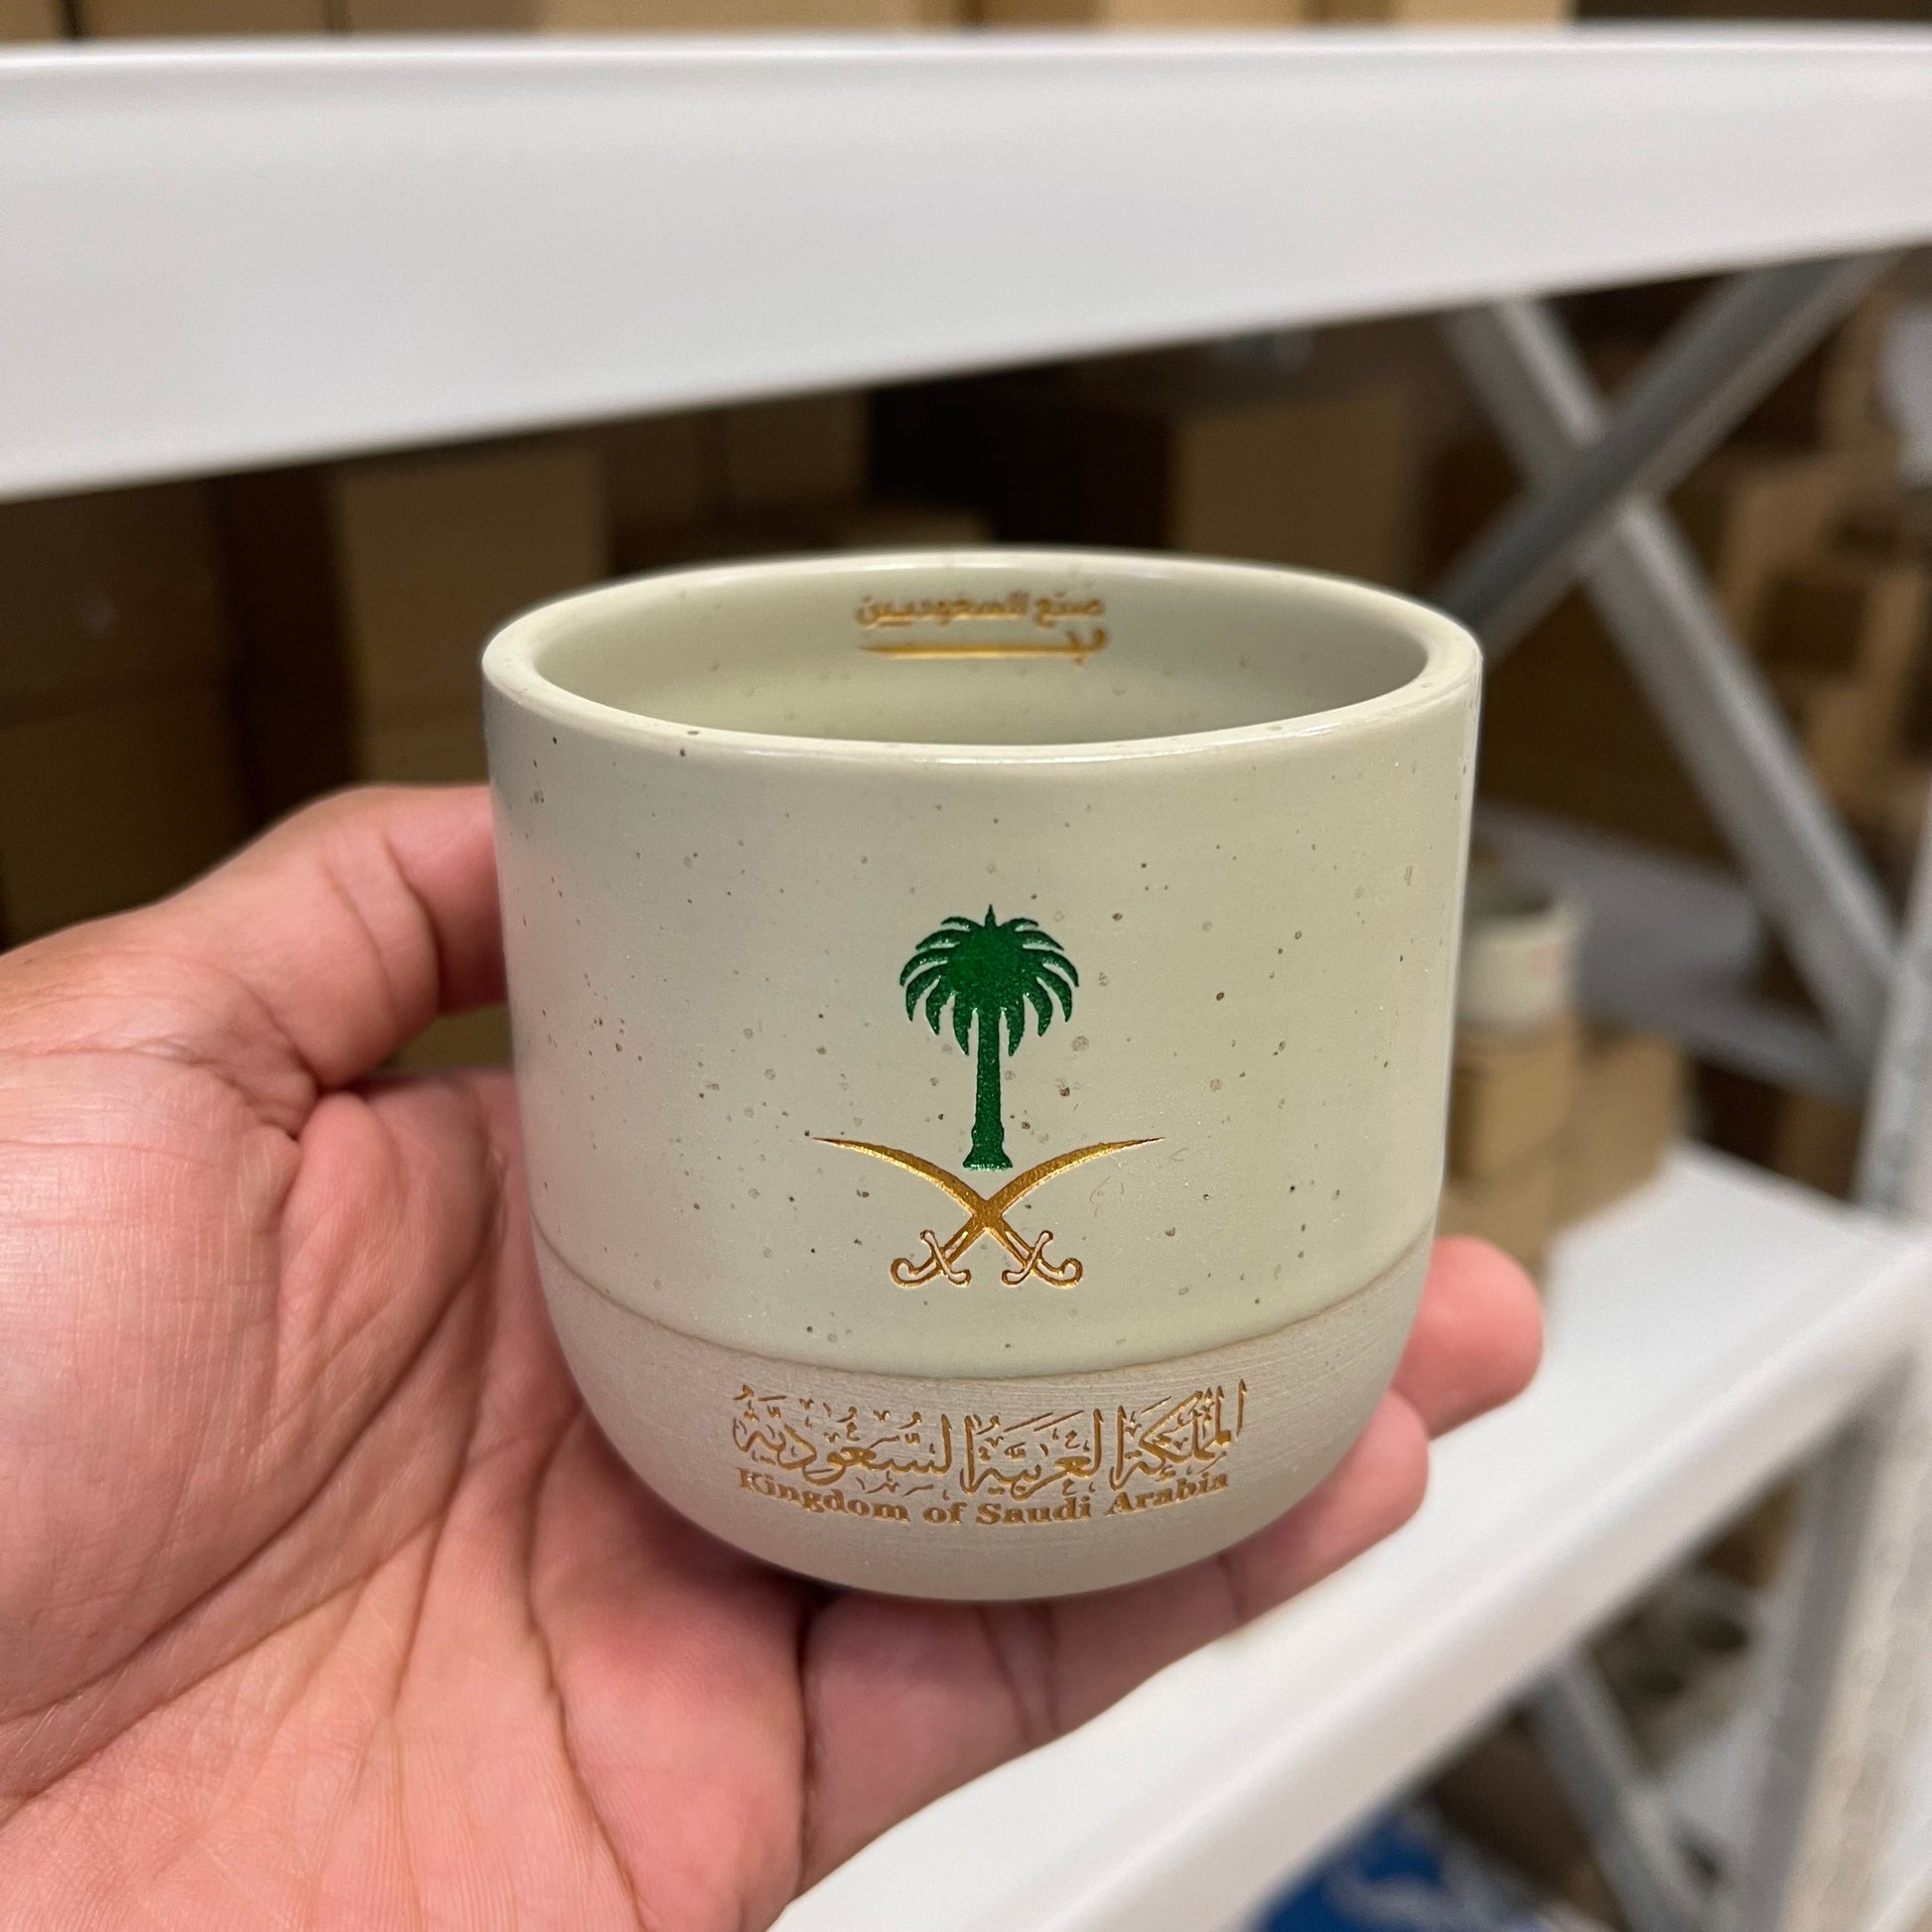 صنع السعوديين
المملكة العربية السعودية
Kingdom of Saudi Arabia